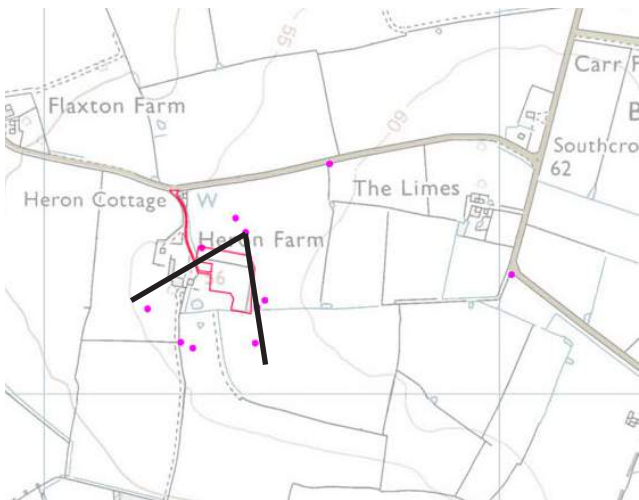 55
Carr F
Flaxton Farm
60
B
Southcro
62
The Limes
Heron Cottage
W
Heron Farm